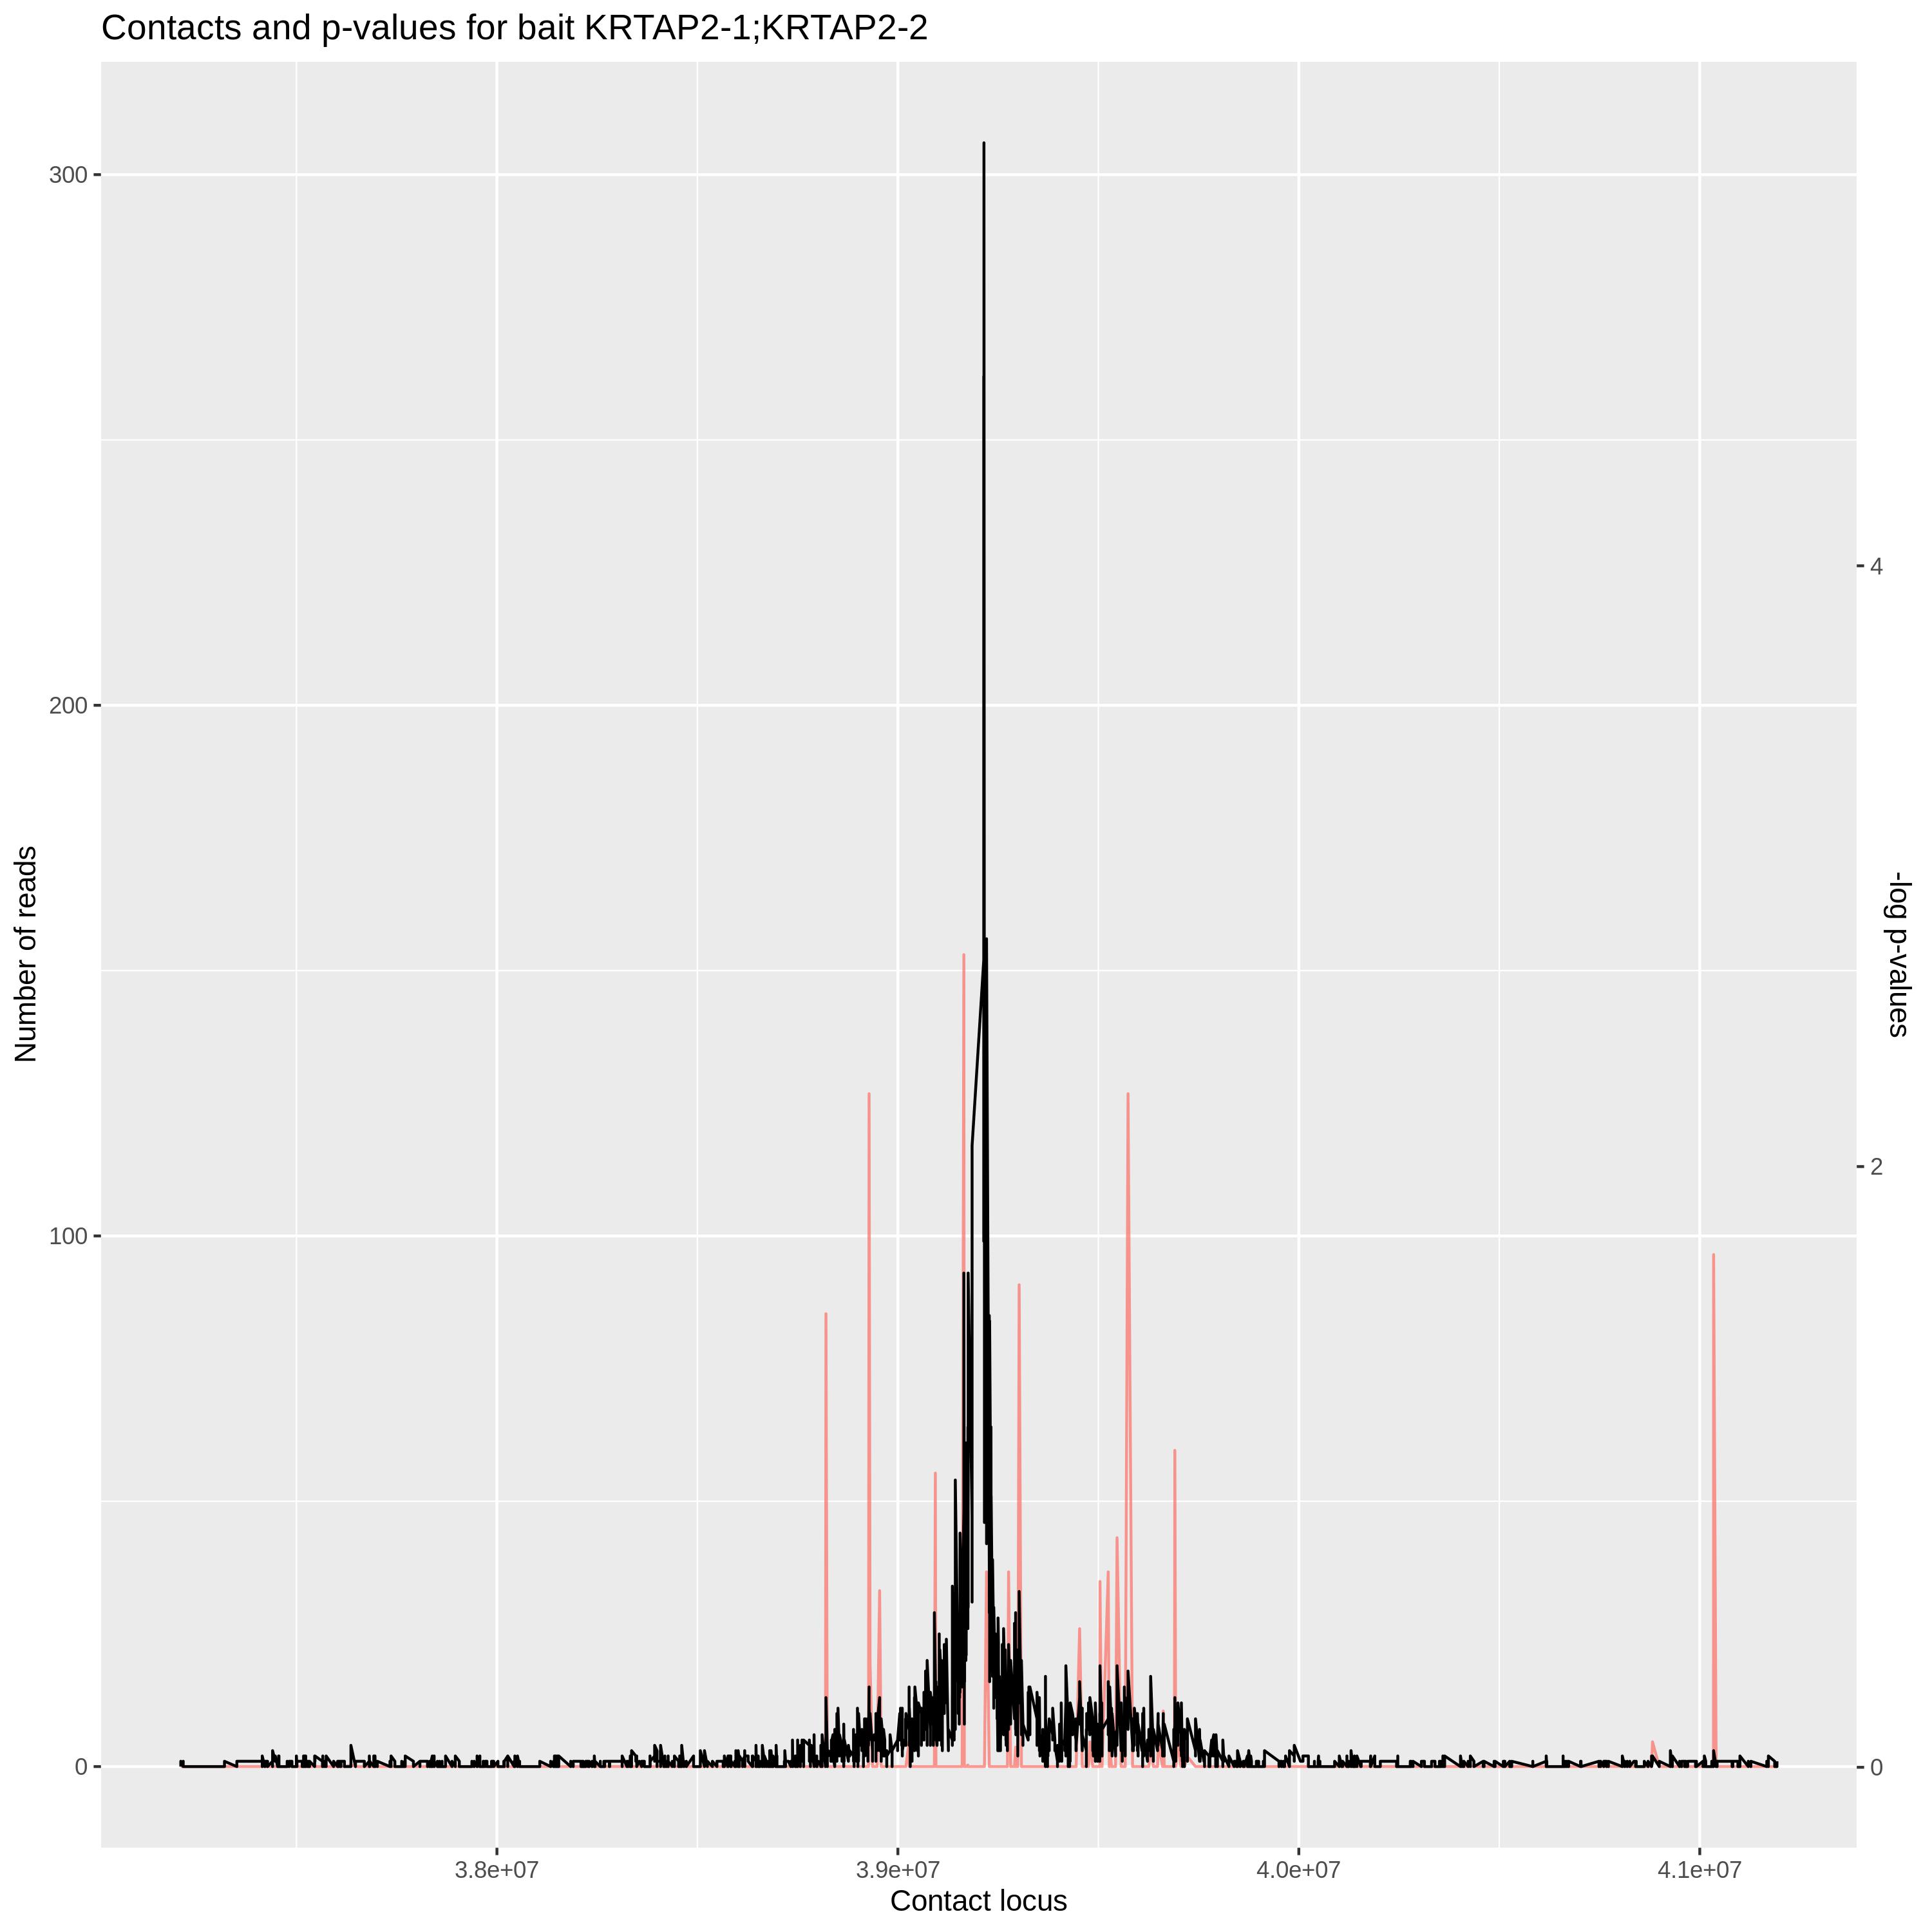 Contacts and p-values for bait KRTAP2-1;KRTAP2-2
300
200
100
0
Number of reads
4
2
0
-log p-values
3.8e+07
3.9e+07
4.0e+07
4.1e+07
Contact locus